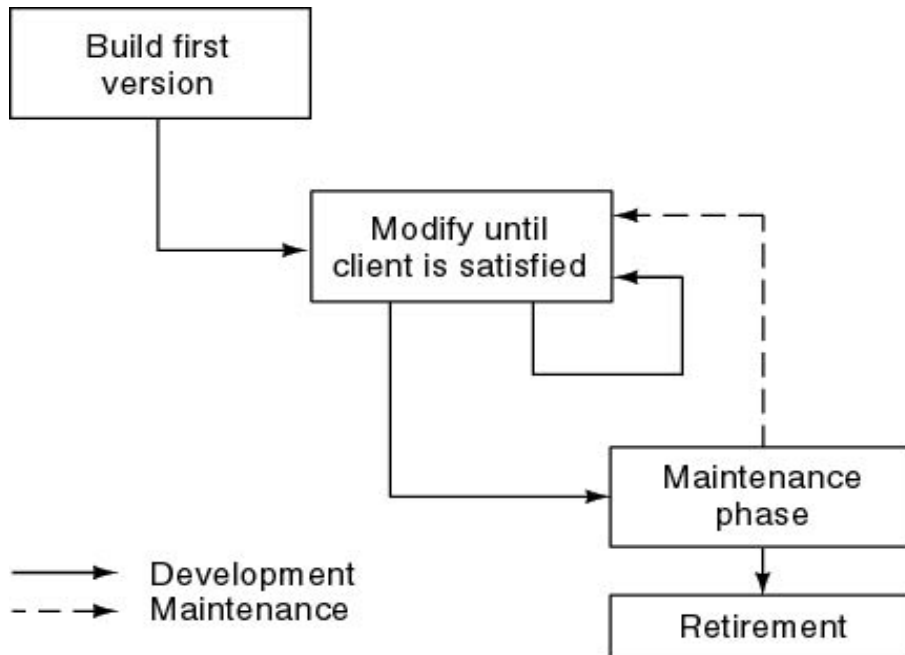 Build first
version
Modify until
client is satisfied
Maintenance
phase
Development
Maintenance
Retirement